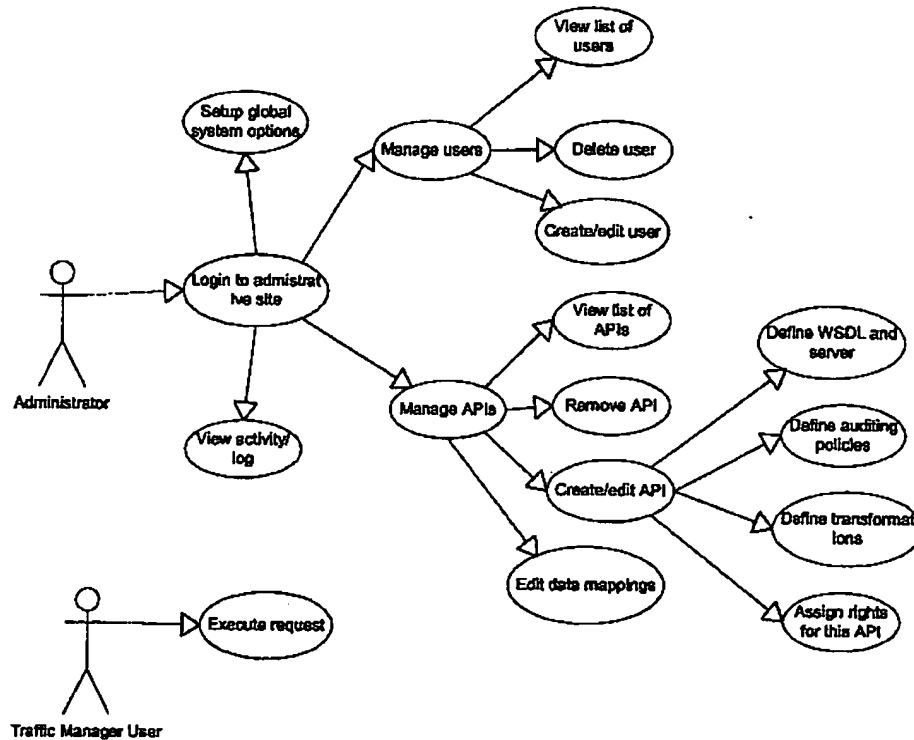 View list of
users
Setup global
system options
Manage users
Delete user
Create/edit user
Login to admistrat
ive site
View list of
APIs
Define WSDL and
server
Administrator
Manage APIs
Remove API
Define auditing
policies
View activity/
log
Create/edit API
Define transformat
ions
Edit data mappings
Execute request
Assign rights
for this API
Traffic Manager User